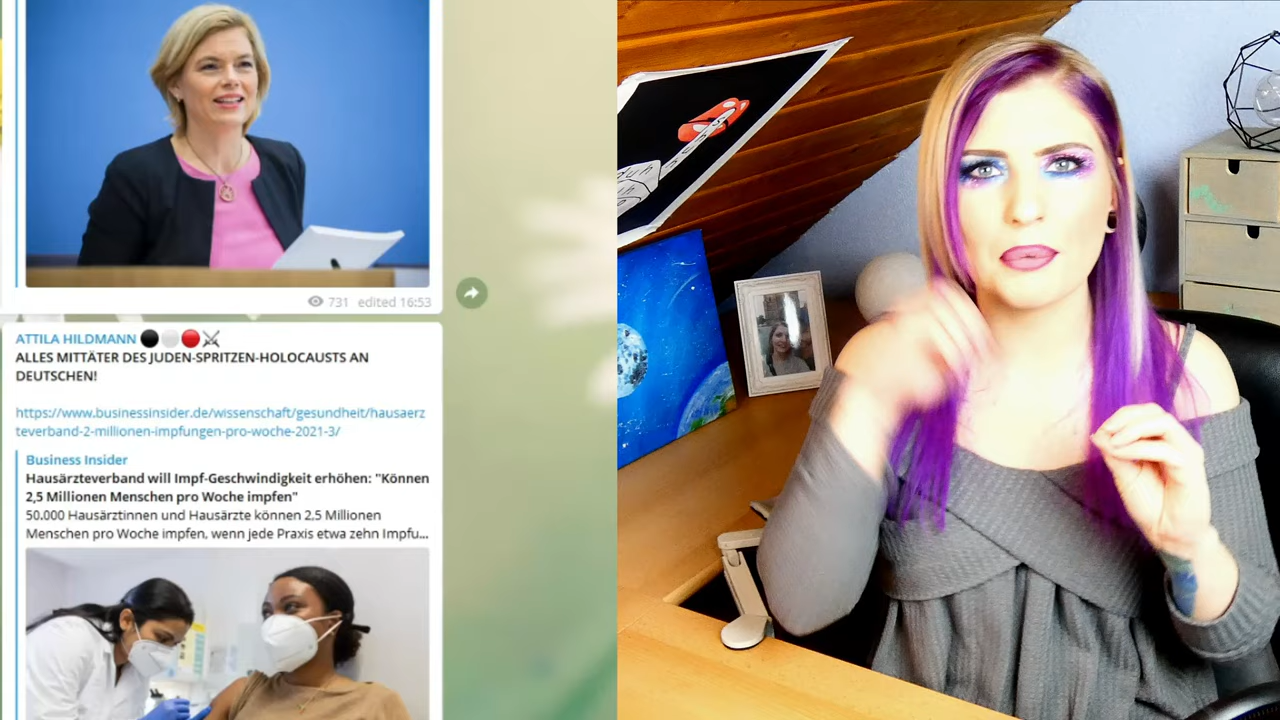 731 edited 16:53
ATTILA HILDMANN
ALLES MITTÄTER DES JUDEN-SPRITZEN-HOLOCAUSTS AN
DEUTSCHEN!
https://www.businessinsider.de/wissenschaft/gesundheit/hausaerz
teverband-2-millionen-impfungen-pro-woche-2021-3/
Business Insider
Hausärzteverband will Impf-Geschwindigkeit erhöhen: "Können
2,5 Millionen Menschen pro Woche impfen"
50.000 Hausärztinnen und Hausärzte können 2,5 Millionen
Menschen pro Woche impfen, wenn jede Praxis etwa zehn Impfu...